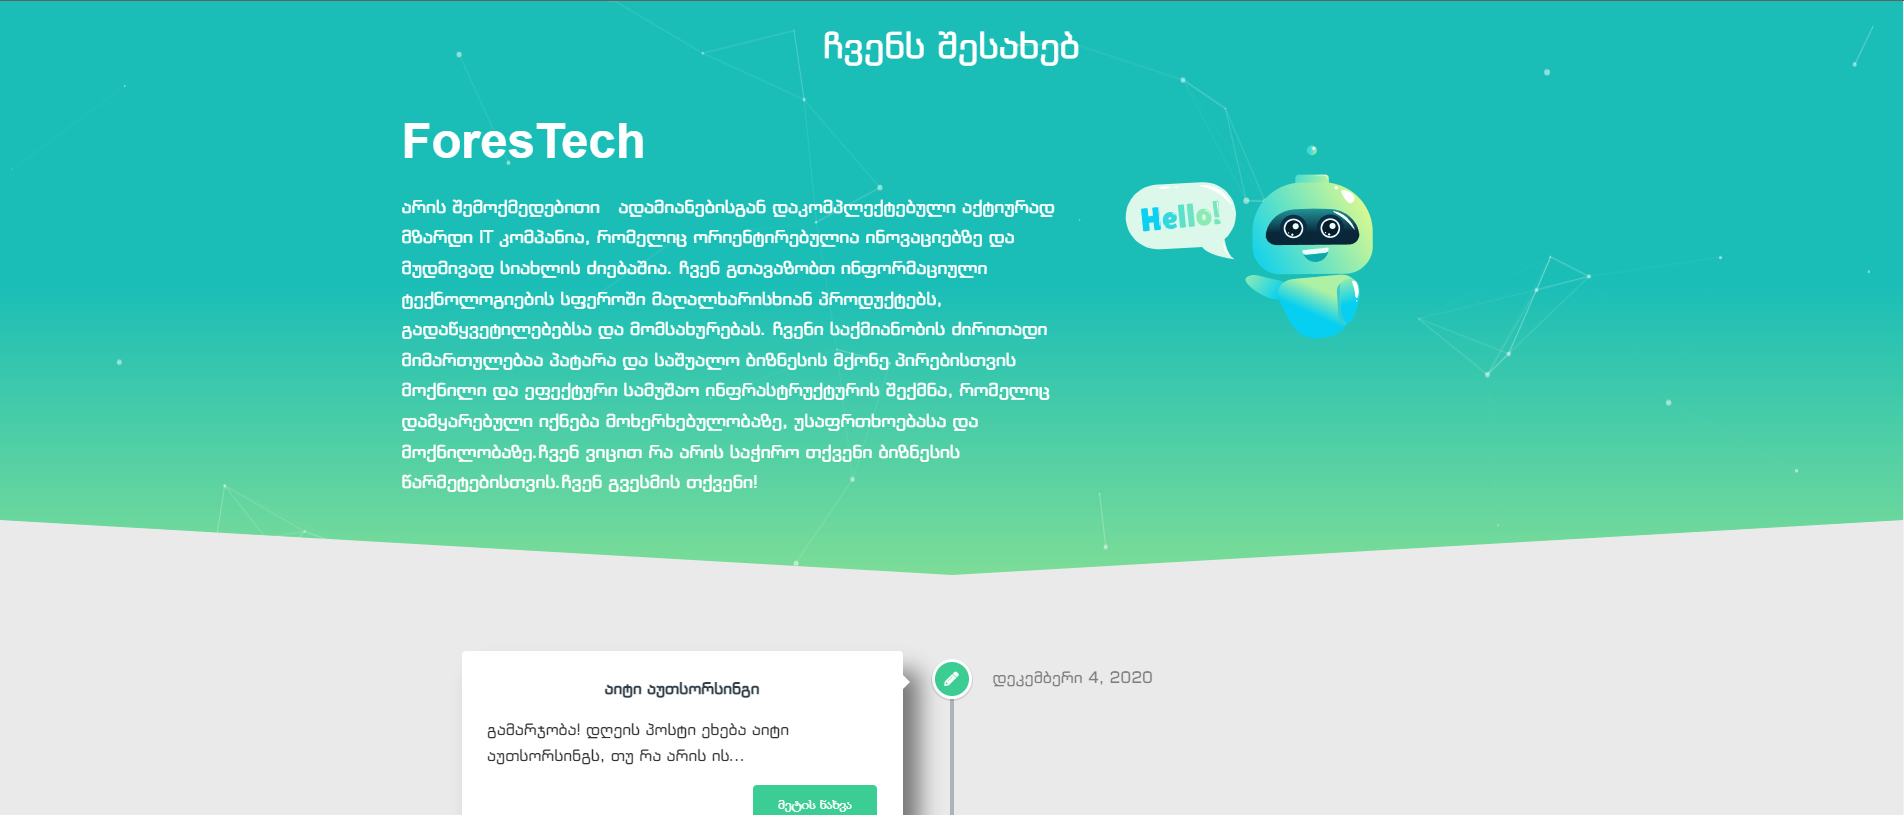 ჩვენს შესახებ
ForesTech
არის შემოქმედებითი ადამიანებისგან დაკომპლექტებული აქტიურად
მზარდი IT კომპანია, რომელიც ორიენტირებულია ინოვაციებზე და
მუდმივად სიახლის ძიებაშია. ჩვენ გთავაზობთ ინფორმაციული
ტექნოლოგიების სფეროში მაღალხარისხიან პროდუქტებს,
გადაწყვეტილებებსა და მომსახურებას. ჩვენი საქმიანობის ძირითადი
მიმართულებაა პატარა და საშუალო ბიზნესის მქონე პირებისთვის
მოქნილი და ეფექტური სამუშაო ინფრასტრუქტურის შექმნა, რომელიც
დამყარებული იქნება მოხერხებულობაზე, უსაფრთხოებასა და
მოქნილობაზე.ჩვენ ვიცით რა არის საჭირო თქვენი ბიზნესის
წარმეტებისთვის.ჩვენ გვესმის თქვენი!
Hello!
აიტი აუთსორსინგი
გამარჯობა! დღეის პოსტი ეხება აიტი
აუთსორსინგს, თუ რა არის ის...
მეტის ნახვა
დეკემბერი 4, 2020